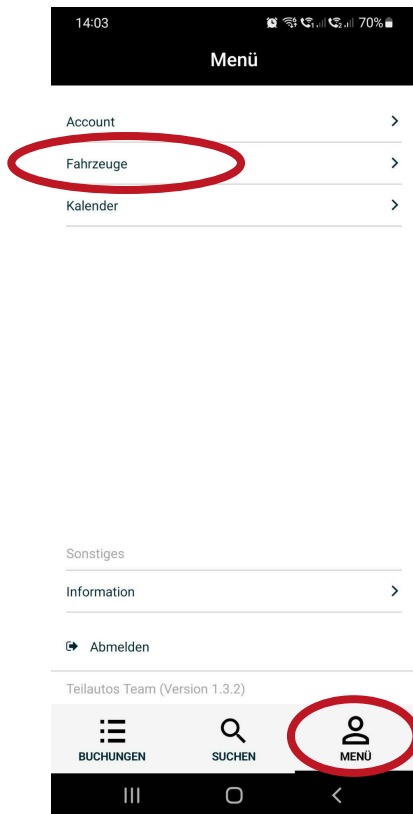 14:03 70%
Menü
Account
Fahrzeuge
Kalender
Sonstiges
Information
Abmelden
Teilautos Team (Version 1.3.2)
BUCHUNGEN SUCHEN MENÜ